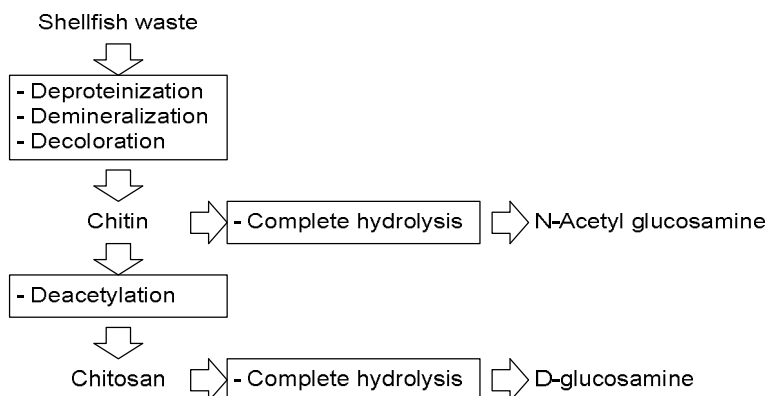 Shellfish waste
- Deproteinization
- Demineralization
- Decoloration
Chitin
- Complete hydrolysis
N-Acetyl glucosamine
- Deacetylation
Chitosan
- Complete hydrolysis
D-glucosamine